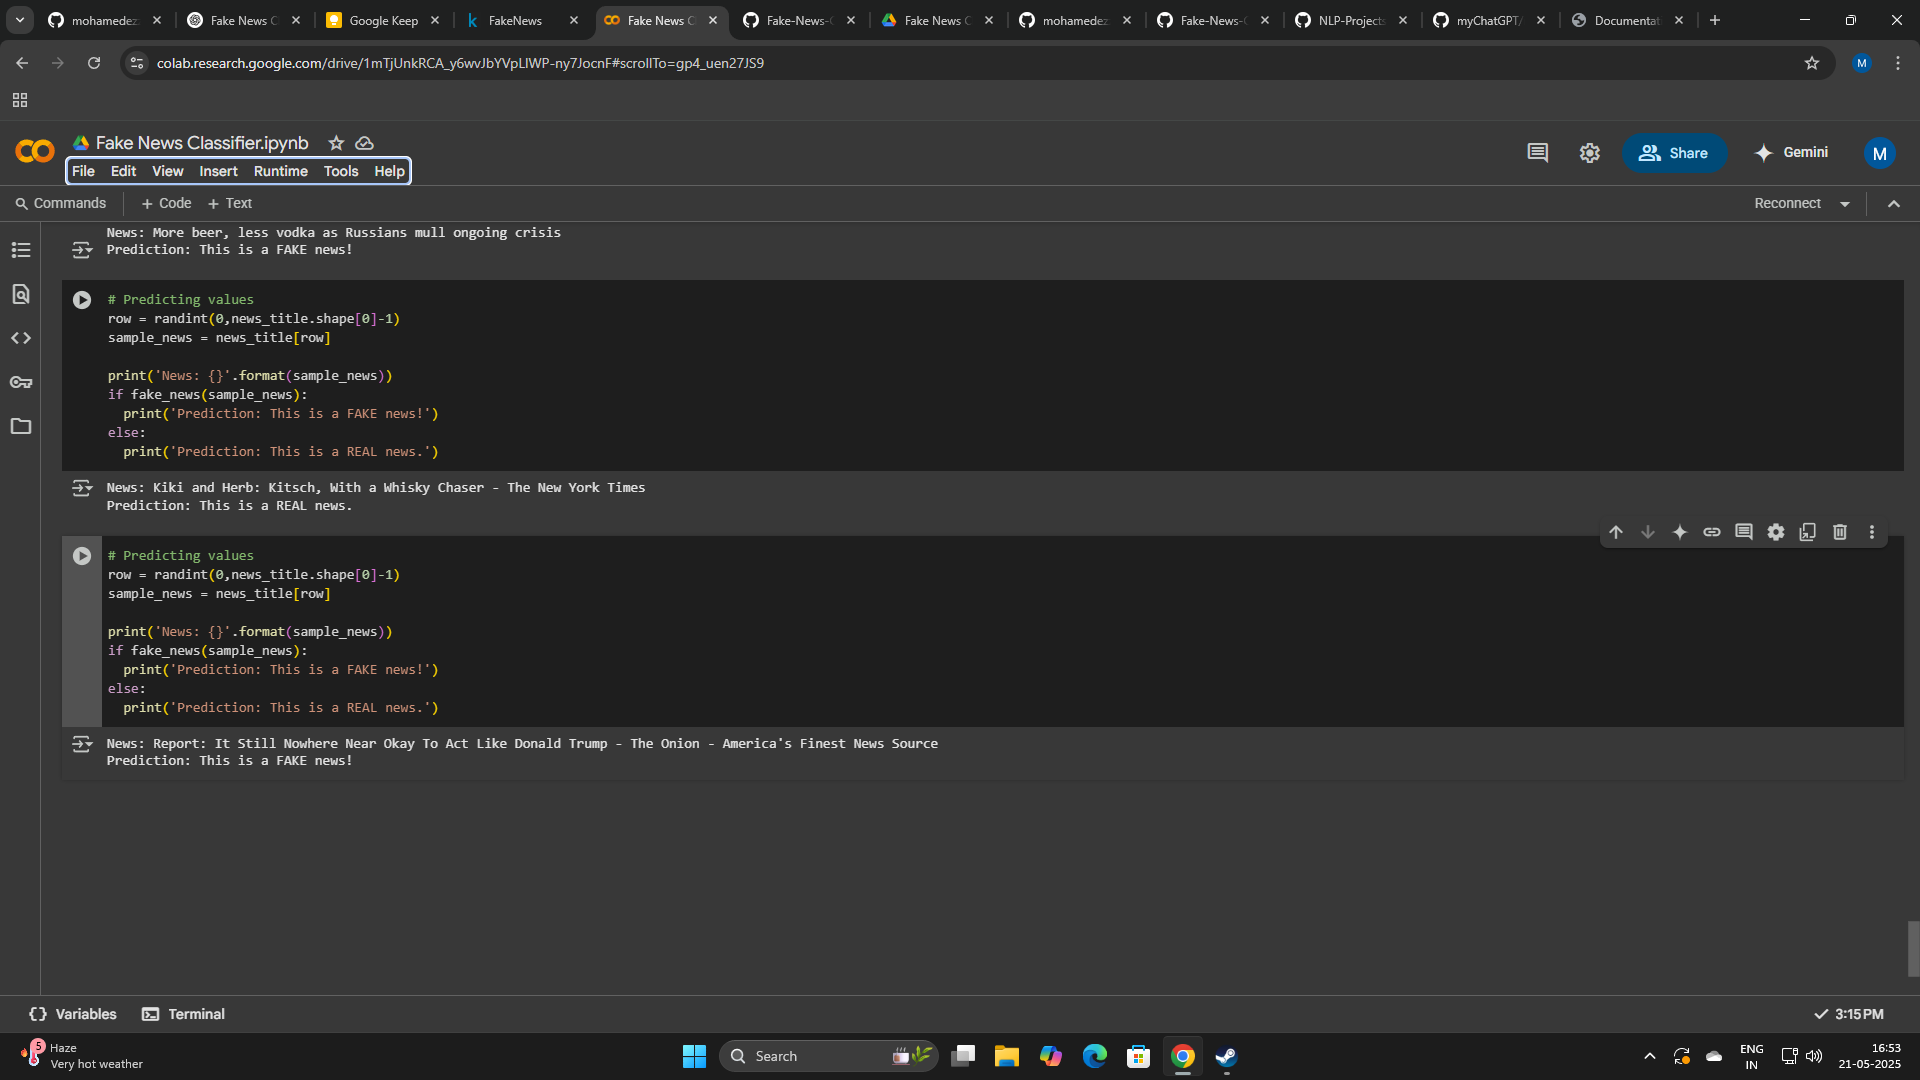 mohamedez
Fake News C
Google Keep
FakeNews
Fake News C
Fake-News-C
Fake News C
mohamedez
Fake-News-C
NLP-Projects
myChatGPT/
Documentat
colab.research.google.com/drive/1mTjUnkRCA_y6wvJbYVpLlWP-ny7JocnF#scrollTo=gp4_uen27JS9
M
Fake News Classifier.ipynb
File Edit View Insert Runtime Tools Help
Share
Gemini
M
Commands + Code + Text
Reconnect
News: More beer, less vodka as Russians mull ongoing crisis
Prediction: This is a FAKE news!
# Predicting values
row = randint(0,news_title.shape[0]-1)
sample_news = news_title[row]
print('News: {}'.format(sample_news))
if fake_news(sample_news):
print('Prediction: This is a FAKE news!')
else:
print('Prediction: This is a REAL news.')
News: Kiki and Herb: Kitsch, With a Whisky Chaser - The New York Times
Prediction: This is a REAL news.
# Predicting values
row = randint(0,news_title.shape[0]-1)
sample_news = news_title[row]
print('News: {}'.format(sample_news))
if fake_news(sample_news):
print('Prediction: This is a FAKE news!')
else:
print('Prediction: This is a REAL news.')
News: Report: It Still Nowhere Near Okay To Act Like Donald Trump - The Onion - America's Finest News Source
Prediction: This is a FAKE news!
Variables
Terminal
3:15 PM
5
Haze
Very hot weather
Search
ENG
IN
16:53
21-05-2025